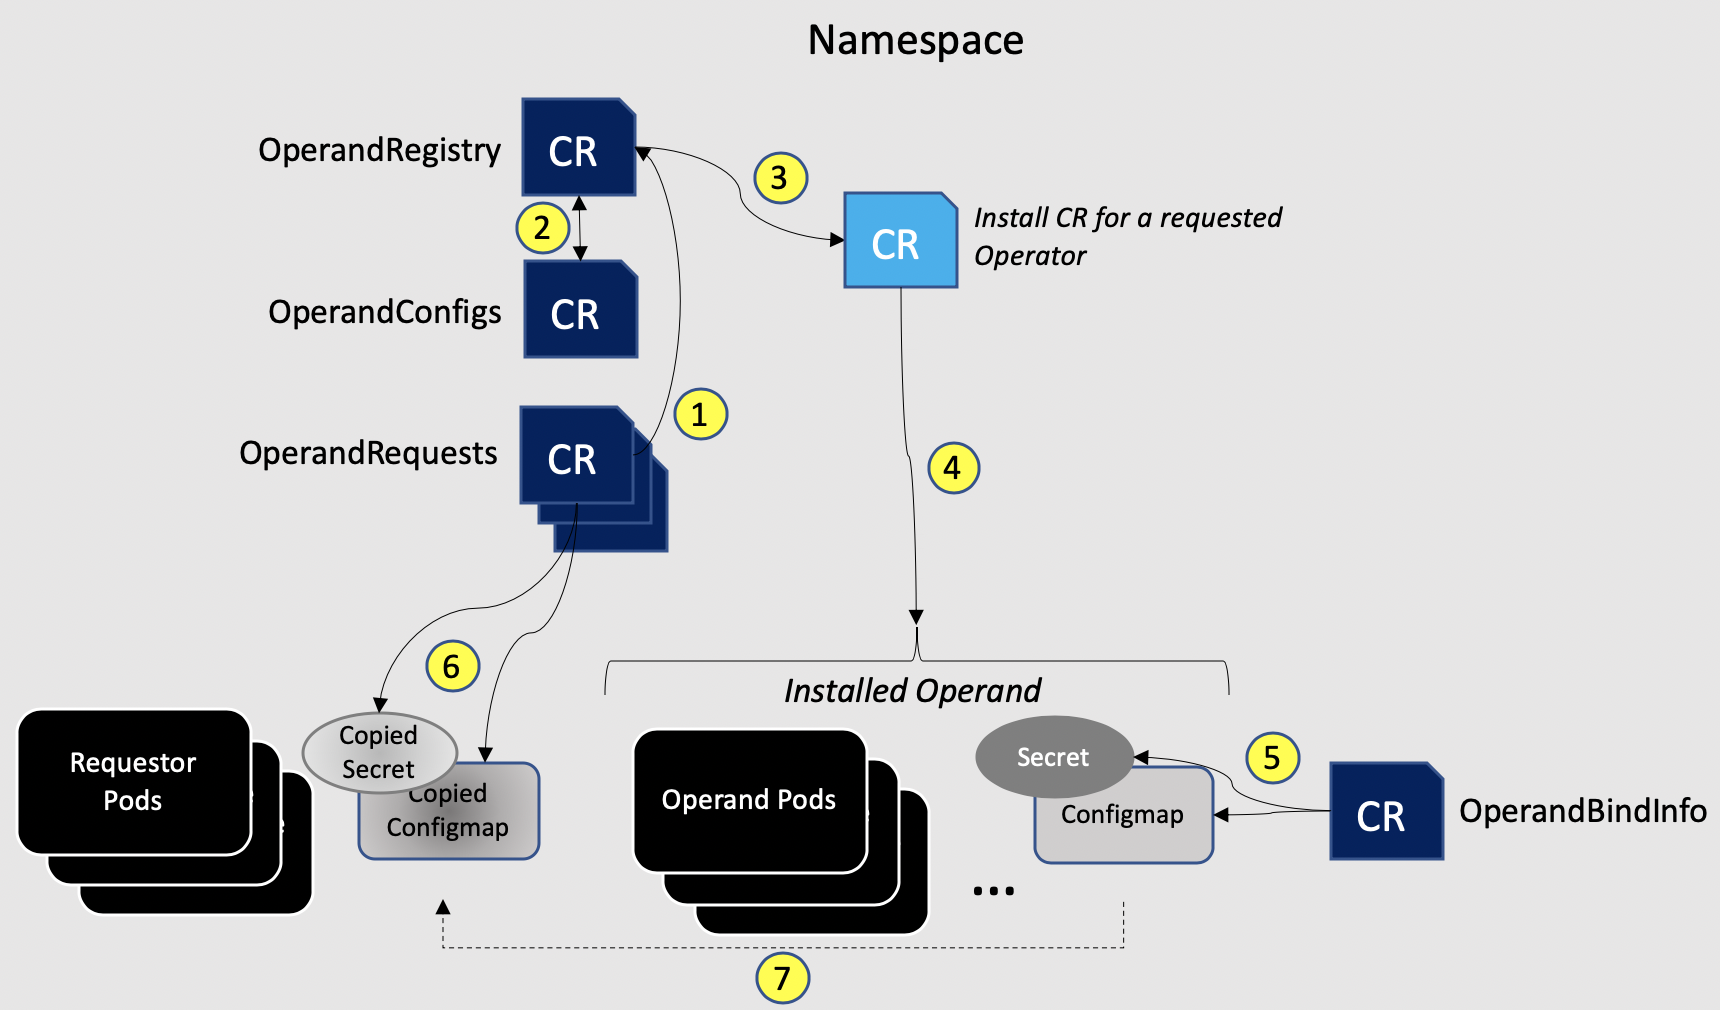 Namespace
OperandRegistry
CR
3
2
CR
Install CR for a requested
Operator
OperandConfigs
CR
1
OperandRequests
CR
4
6
Installed Operand
Copied
Secret
Requestor
Pods
Copied
Configmap
Operand Pods
Secret
5
Configmap
CR
OperandBindInfo
...
7